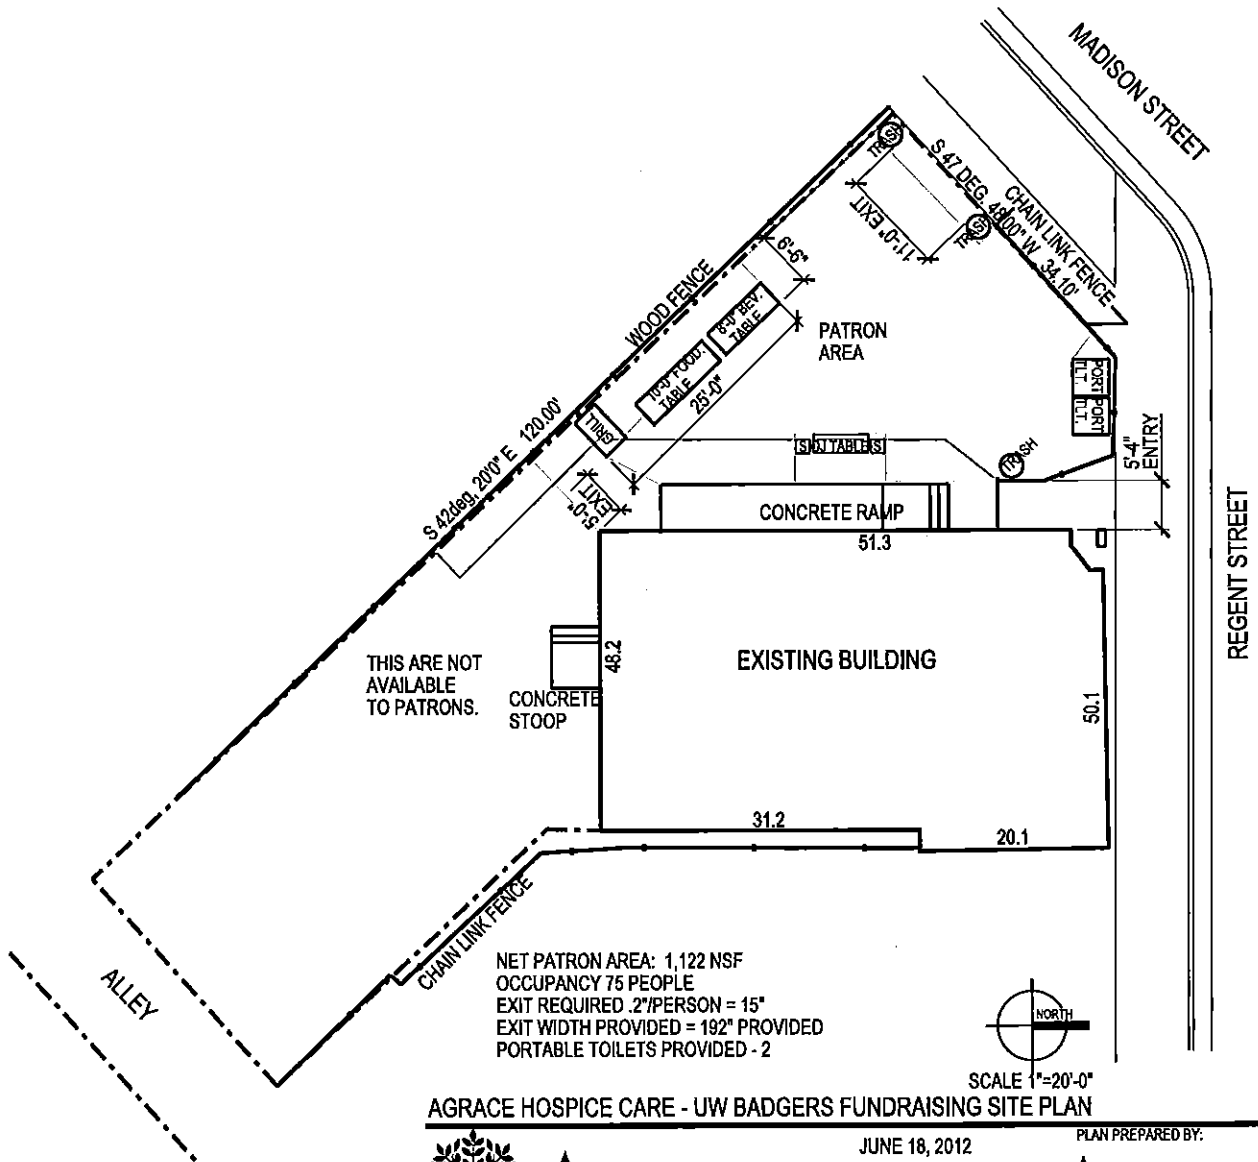 MADISON STREET
TRASH
S 47 DEG. 48'00" W 34.10'
CHAIN LINK FENCE
11'-0" EXIT
TRASH
6'-6"
WOOD FENCE
8'-0" BEV.
TABLE
PATRON
AREA
10'-0" FOOD.
TABLE
25'-0"
PORT
TLT.
PORT
TLT.
GRILL
S 42deg, 20'0" E 120.00'
S DJ TABLE S
TRASH
5'-4"
ENTRY
5'-0"
EXIT
CONCRETE RAMP
51.3
REGENT STREET
THIS ARE NOT
AVAILABLE
TO PATRONS.
CONCRETE
STOOP
48.2
EXISTING BUILDING
50.1
31.2
20.1
CHAIN LINK FENCE
ALLEY
NET PATRON AREA: 1,122 NSF
OCCUPANCY 75 PEOPLE
EXIT REQUIRED .2"/PERSON = 15"
EXIT WIDTH PROVIDED = 192" PROVIDED
PORTABLE TOILETS PROVIDED - 2
NORTH
SCALE 1"=20'-0"
AGRACE HOSPICE CARE - UW BADGERS FUNDRAISING SITE PLAN
JUNE 18, 2012
PLAN PREPARED BY: